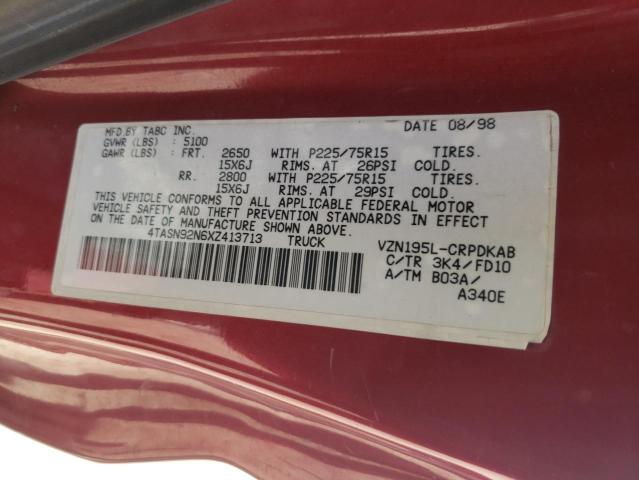 MFD.BY TABC INC. DATE 08/98
GVWR (LBS) : 5100
GAWR (LBS) : FRT. 2650 WITH P225/75R15 TIRES.
15X6J RIMS. AT 26PSI COLD.
RR. 2800 WITH P225/75R15 TIRES.
15X6J RIMS. AT 29PSI COLD.
THIS VEHICLE CONFORMS TO ALL APPLICABLE FEDERAL MOTOR
VEHICLE SAFETY AND THEFT PREVENTION STANDARDS IN EFFECT
ON THE DATE OF MANUFACTURE SHOWN ABOVE.
4TASN92N6XZ413713 TRUCK VZN195L-CRPDKAB
C/TR 3K4/FD10
A/TM B03A/
A340E